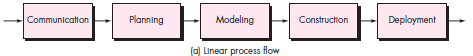 Communication
Planning
Modeling
Construction
Deployment
(a) Linear process flow